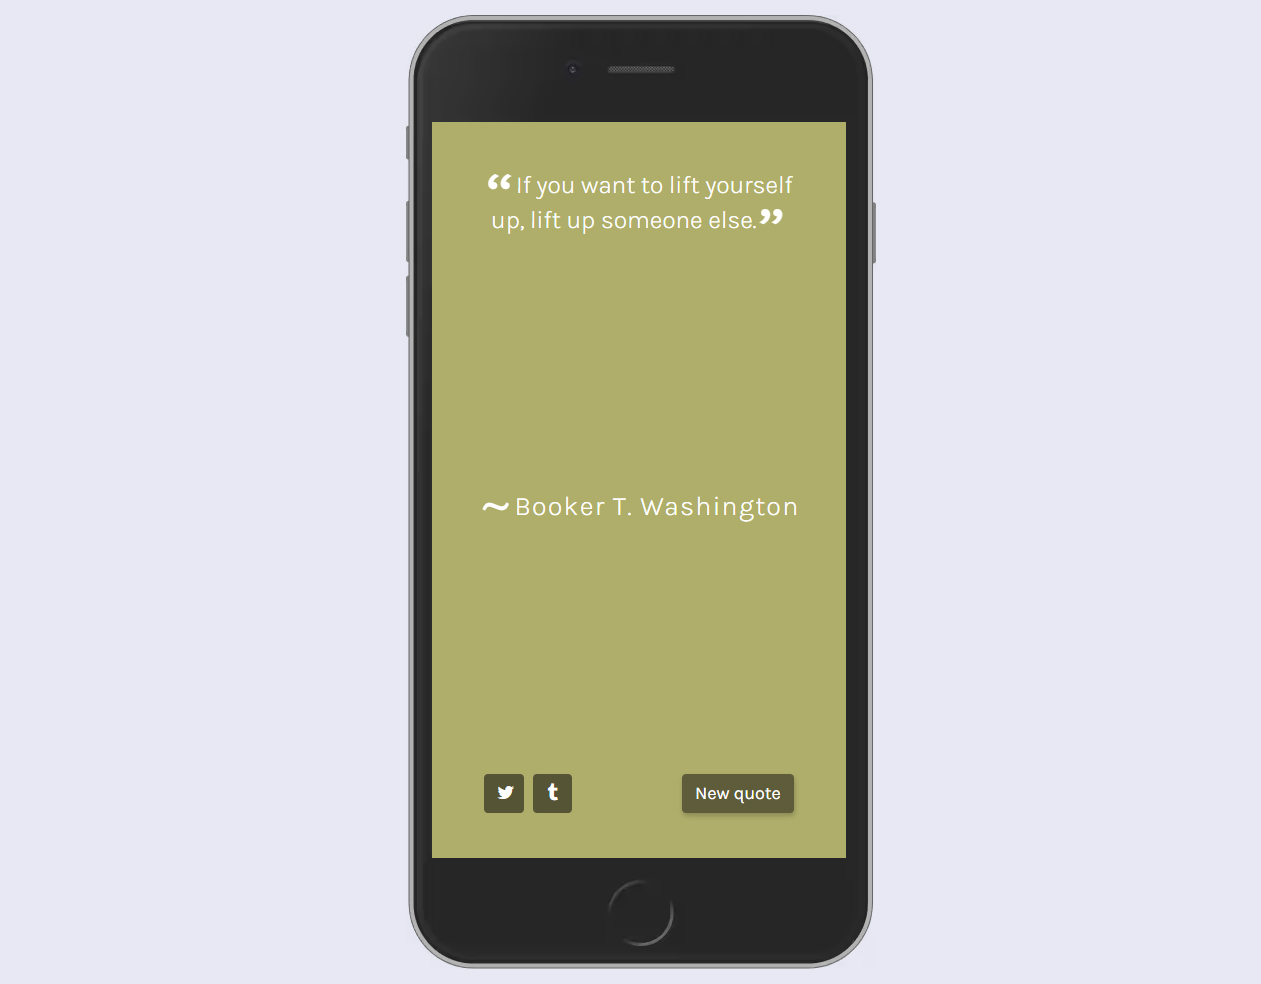 “If you want to lift yourself
up, lift up someone else.”
~ Booker T. Washington
New quote